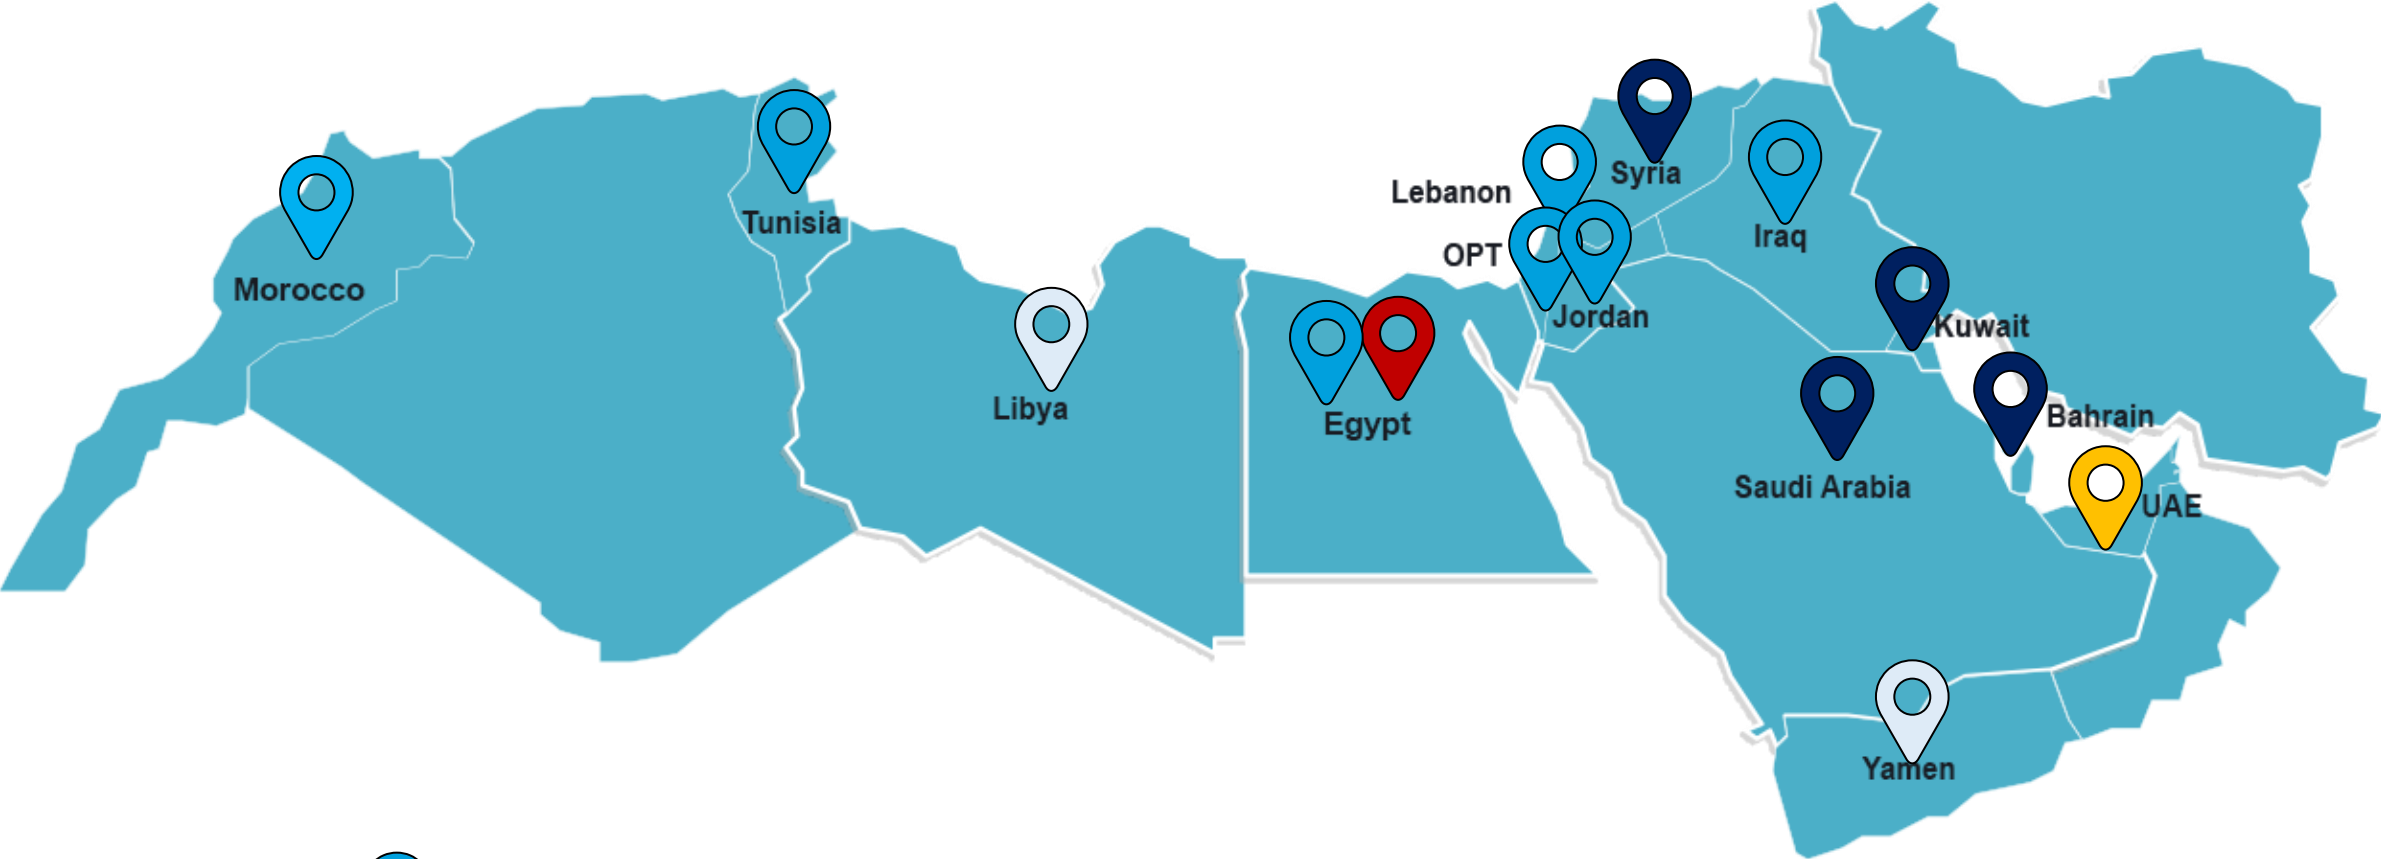 Syria
Lebanon
Tunisia
Iraq
OPT
Morocco
Jordan
Kuwait
Libya
Egypt
Bahrain
Saudi Arabia
UAE
Yamen